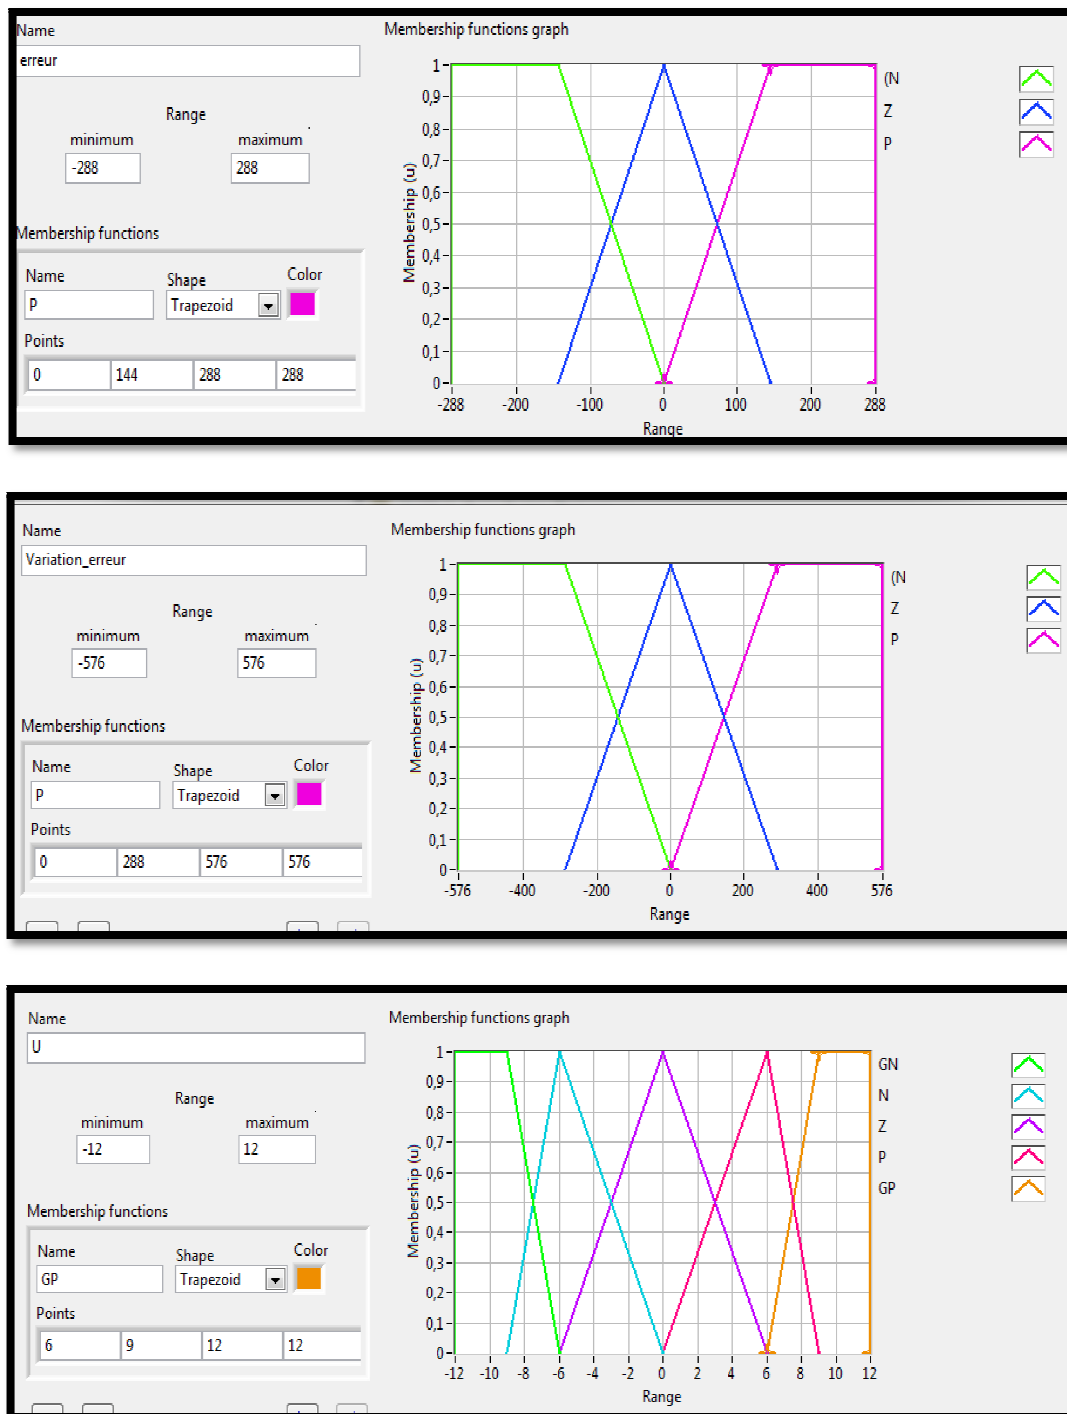 Name
erreur
Range
minimum maximum
-288 288
Membership functions
Name Shape Color
P Trapezoid
Points
0 144 288 288
Membership functions graph
Membership (u)
1
0,9
0,8
0,7
0,6
0,5
0,4
0,3
0,2
0,1
0
-288 -200 -100 0 100 200 288
Range
(N
Z
P
Name
Variation_erreur
Range
minimum maximum
-576 576
Membership functions
Name Shape Color
P Trapezoid
Points
0 288 576 576
Membership functions graph
Membership (u)
1
0,9
0,8
0,7
0,6
0,5
0,4
0,3
0,2
0,1
0
-576 -400 -200 0 200 400 576
Range
(N
Z
P
Name
U
Range
minimum maximum
-12 12
Membership functions
Name Shape Color
GP Trapezoid
Points
6 9 12 12
Membership functions graph
Membership (u)
1
0,9
0,8
0,7
0,6
0,5
0,4
0,3
0,2
0,1
0
-12 -10 -8 -6 -4 -2 0 2 4 6 8 10 12
Range
GN
N
Z
P
GP